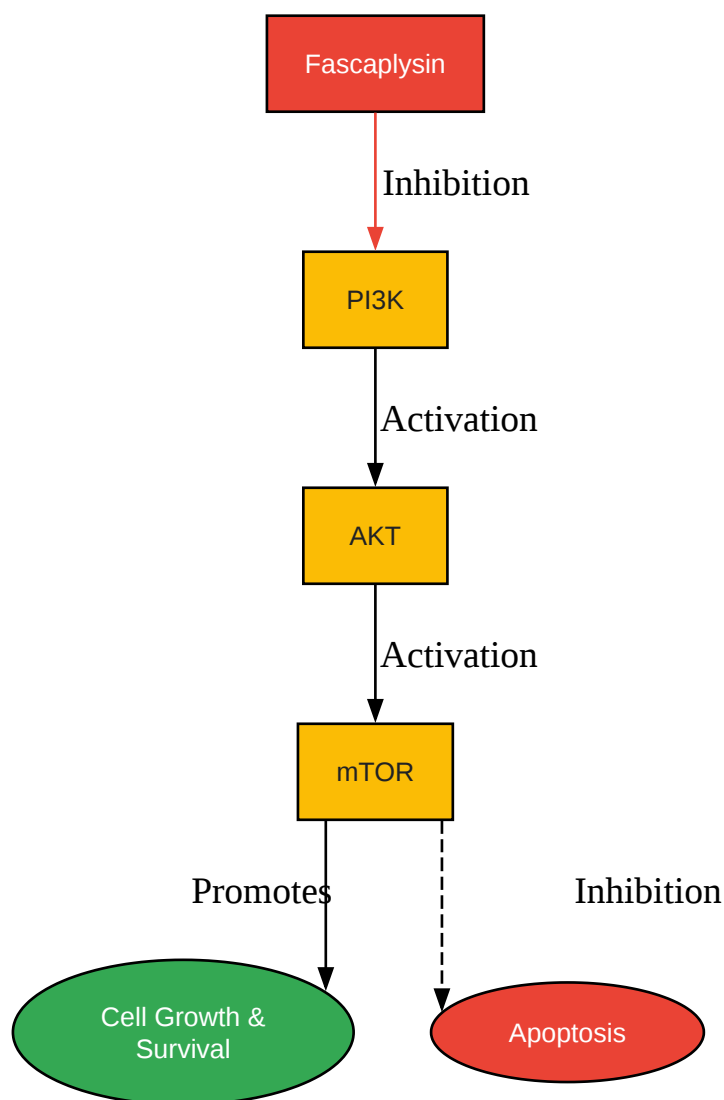 Fascaplysin
Inhibition
PI3K
Activation
AKT
Activation
mTOR
Promotes
Inhibition
Cell Growth &
Survival
Apoptosis